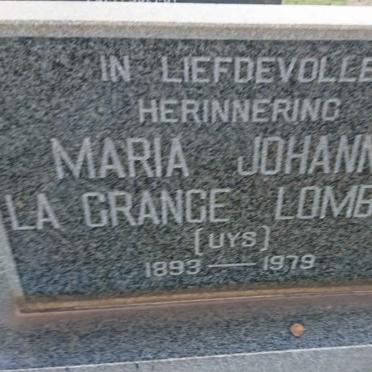 IN LIEFDEVOLLE
HERINNERING
MARIA JOHANN
LA GRANGE LOMB
[UYS]
1893 — 1979